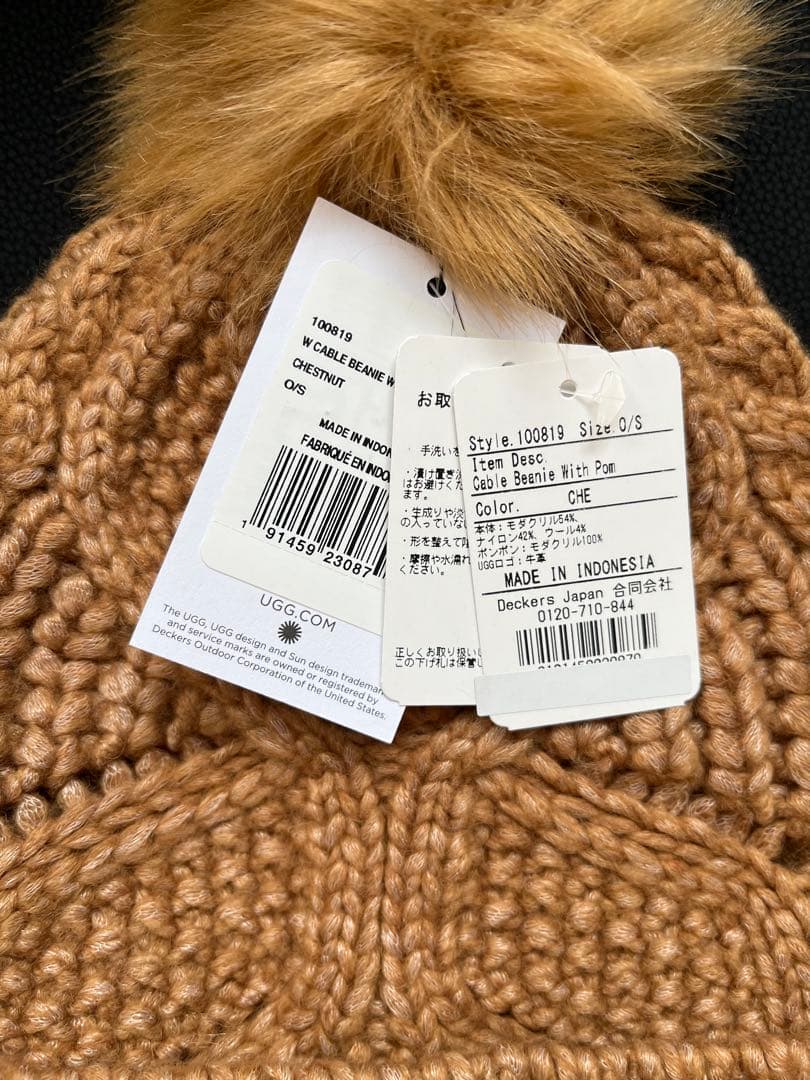 100819
W CABLE BEANIE W
CHESTNUT
O/S
MADE IN INDON
FABRIQUÉ EN INDO
1 91459 23087
UGG.COM
The UGG, UGG design and Sun design tradema
and service marks are owned or registered by
Deckers Outdoor Corporation of the United States.
お取
・手洗いを
・漬け置き
はお避けくだ
ます。
・生成りや淡
の入っていな
・形を整えて
・摩擦や水濡れ
ください。
正しくお取り扱いし
この下げ札は保管し
Style.100819 Size.O/S
Item Desc.
Cable Beanie With Pom
Color. CHE
本体：モダクリル54%、
ナイロン42%、ウール4%
ポンポン：モダクリル100%
UGGロゴ：牛革
MADE IN INDONESIA
Deckers Japan 合同会社
0120-710-844